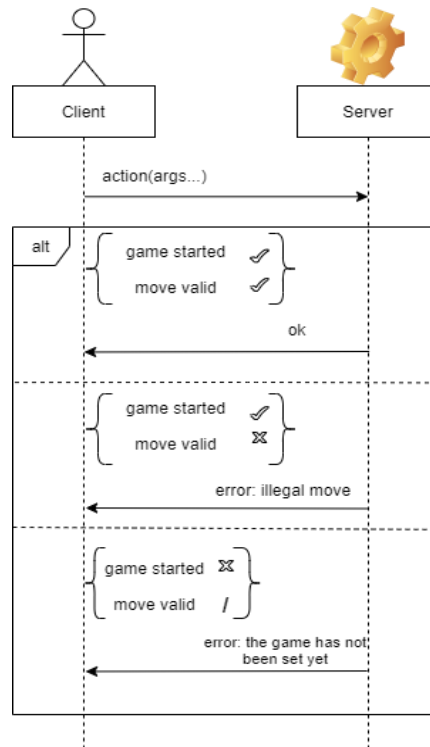 Client
Server
action(args...)
alt
game started ✓
move valid ✓
ok
game started ✓
move valid ✗
error: illegal move
game started ✗
move valid /
error: the game has not
been set yet